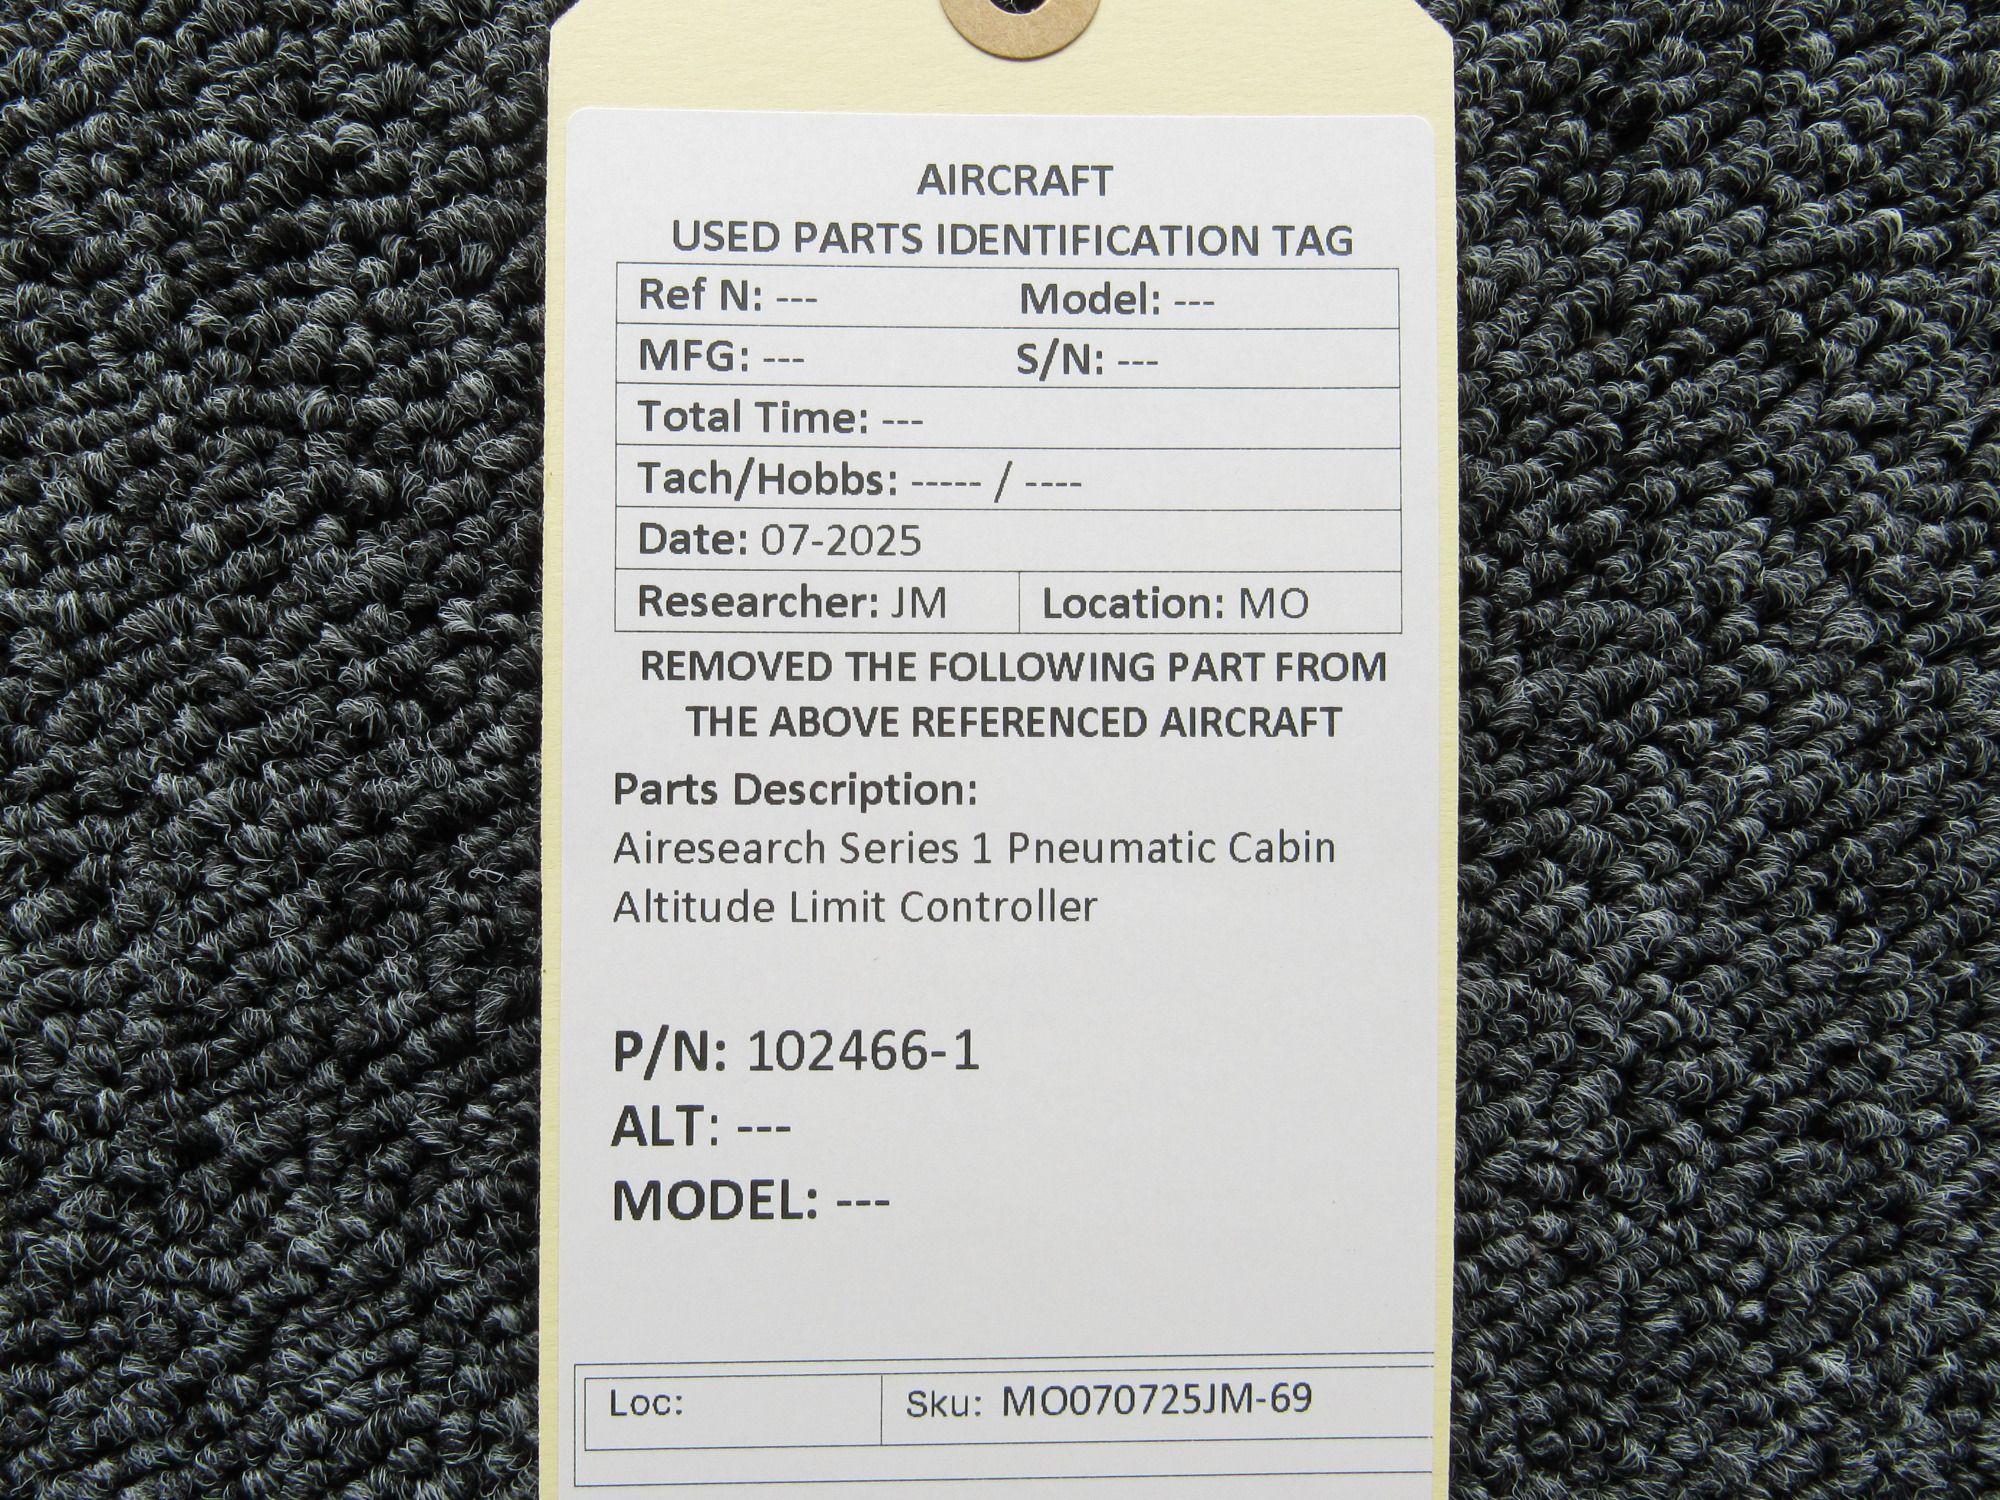 AIRCRAFT
USED PARTS IDENTIFICATION TAG
Ref N: --- Model: ---
MFG: --- S/N: ---
Total Time: ---
Tach/Hobbs: ----- / ----
Date: 07-2025
Researcher: JM Location: MO
REMOVED THE FOLLOWING PART FROM
THE ABOVE REFERENCED AIRCRAFT
Parts Description:
Airesearch Series 1 Pneumatic Cabin
Altitude Limit Controller
P/N: 102466-1
ALT: ---
MODEL: ---
Loc: Sku: MO070725JM-69